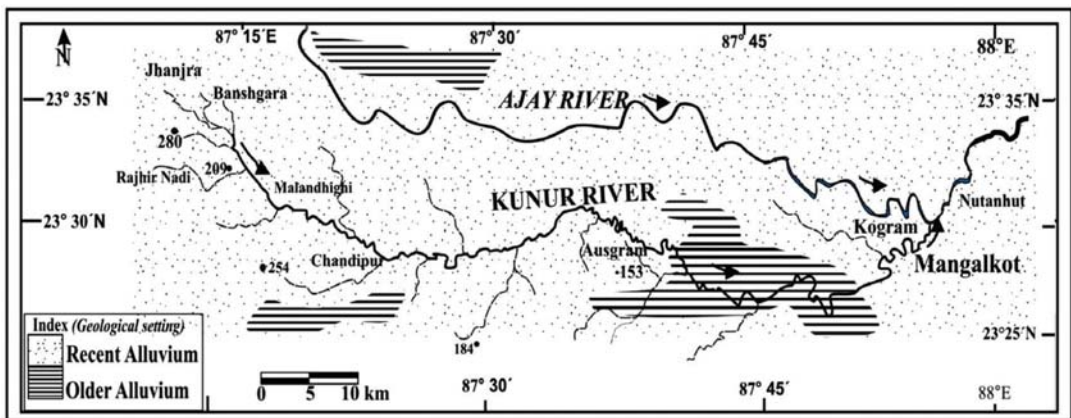 87° 15´E
87° 30´
87° 45´
88° E
N
Jhanjra
Banshgara
23° 35´ N
AJAY RIVER
23° 35´ N
280
209
Rajhir Nadi
Malandhighi
KUNUR RIVER
Nutanhut
23° 30´ N
Kogram
Ausgram
Chandipur
254
153
Mangalkot
Index (Geological setting)
Recent Alluvium
Older Alluvium
23° 25´ N
184
0 5 10 km
87° 30´
87° 45´
88° E